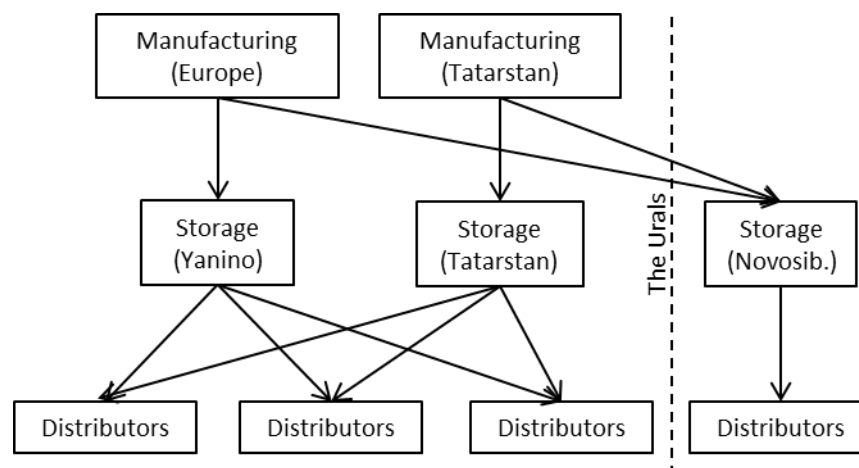 Manufacturing
(Europe)
Manufacturing
(Tatarstan)
The Urals
Storage
(Yanino)
Storage
(Tatarstan)
Storage
(Novosib.)
Distributors
Distributors
Distributors
Distributors